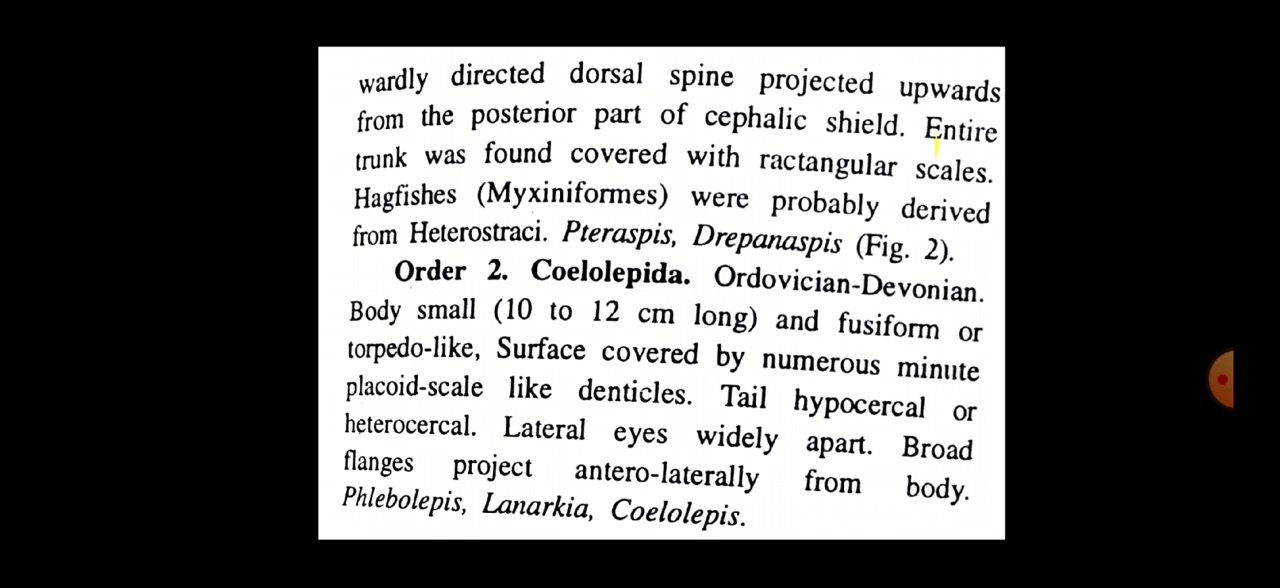 wardly directed dorsal spine projected upwards
from the posterior part of cephalic shield. Entire
trunk was found covered with ractangular scales.
Hagfishes (Myxiniformes) were probably derived
from Heterostraci. Pteraspis, Drepanaspis (Fig. 2).
Order 2. Coelolepida. Ordovician-Devonian.
Body small (10 to 12 cm long) and fusiform or
torpedo-like, Surface covered by numerous minute
placoid-scale like denticles. Tail hypocercal or
heterocercal. Lateral eyes widely apart. Broad
flanges project antero-laterally from body.
Phlebolepis, Lanarkia, Coelolepis.